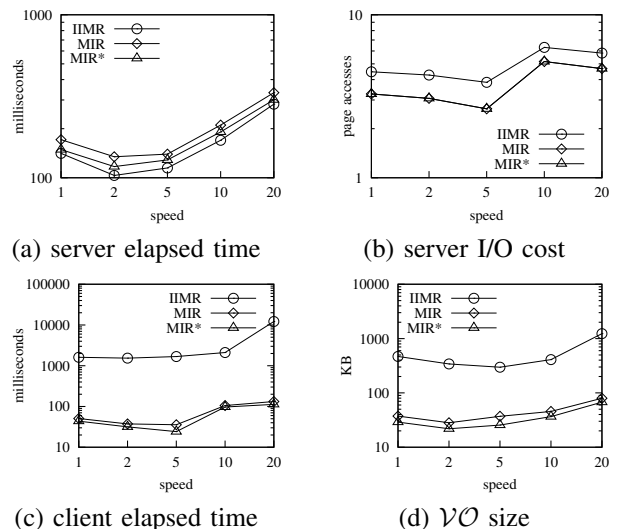 1000
IIMR
MIR
MIR*
milliseconds
100
1 2 5 10 20
speed
(a) server elapsed time
10
page accesses
IIMR
MIR
MIR*
1
1 2 5 10 20
speed
(b) server I/O cost
100000
IIMR
MIR
MIR*
10000
milliseconds
1000
100
10
1 2 5 10 20
speed
(c) client elapsed time
10000
IIMR
MIR
MIR*
1000
KB
100
10
1 2 5 10 20
speed
(d) 𝒱𝒪 size